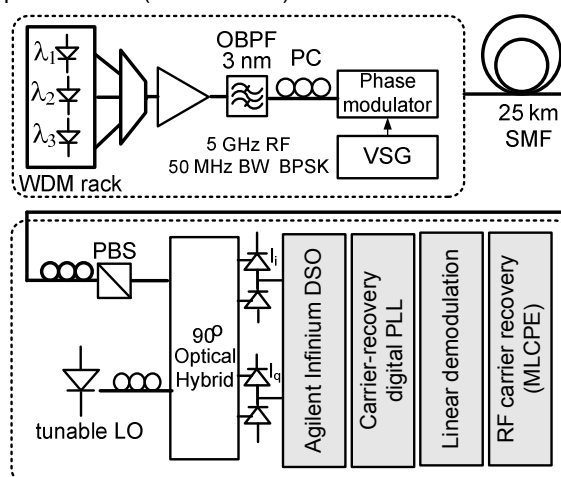 λ1
λ2
λ3
WDM rack
OBPF
3 nm
PC
Phase
modulator
5 GHz RF
50 MHz BW BPSK
VSG
25 km
SMF
PBS
90o
Optical
Hybrid
Ii
Iq
tunable LO
Agilent Infinium DSO
Carrier-recovery
digital PLL
Linear demodulation
RF carrier recovery
(MLCPE)